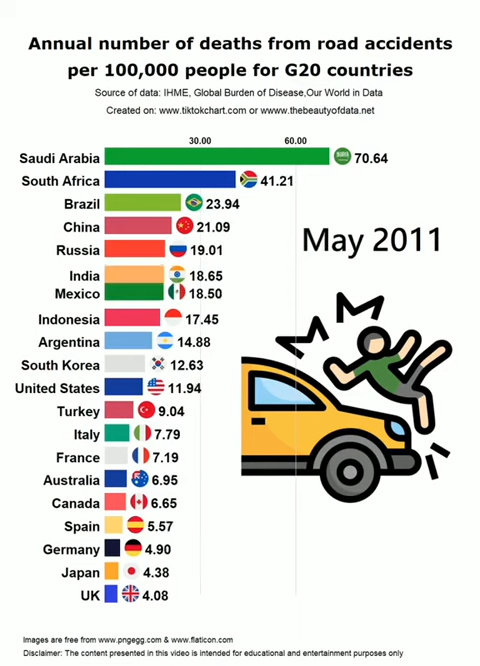 Annual number of deaths from road accidents
per 100,000 people for G20 countries
Source of data: IHME, Global Burden of Disease,Our World in Data
Created on: www.tiktokchart.com or www.thebeautyofdata.net
30.00 60.00
Saudi Arabia 70.64
South Africa 41.21
Brazil 23.94
China 21.09
Russia 19.01
May 2011
India 18.65
Mexico 18.50
Indonesia 17.45
Argentina 14.88
South Korea 12.63
United States 11.94
Turkey 9.04
Italy 7.79
France 7.19
Australia 6.95
Canada 6.65
Spain 5.57
Germany 4.90
Japan 4.38
UK 4.08
Images are free from www.pngegg.com & www.flaticon.com
Disclaimer: The content presented in this video is intended for educational and entertainment purposes only